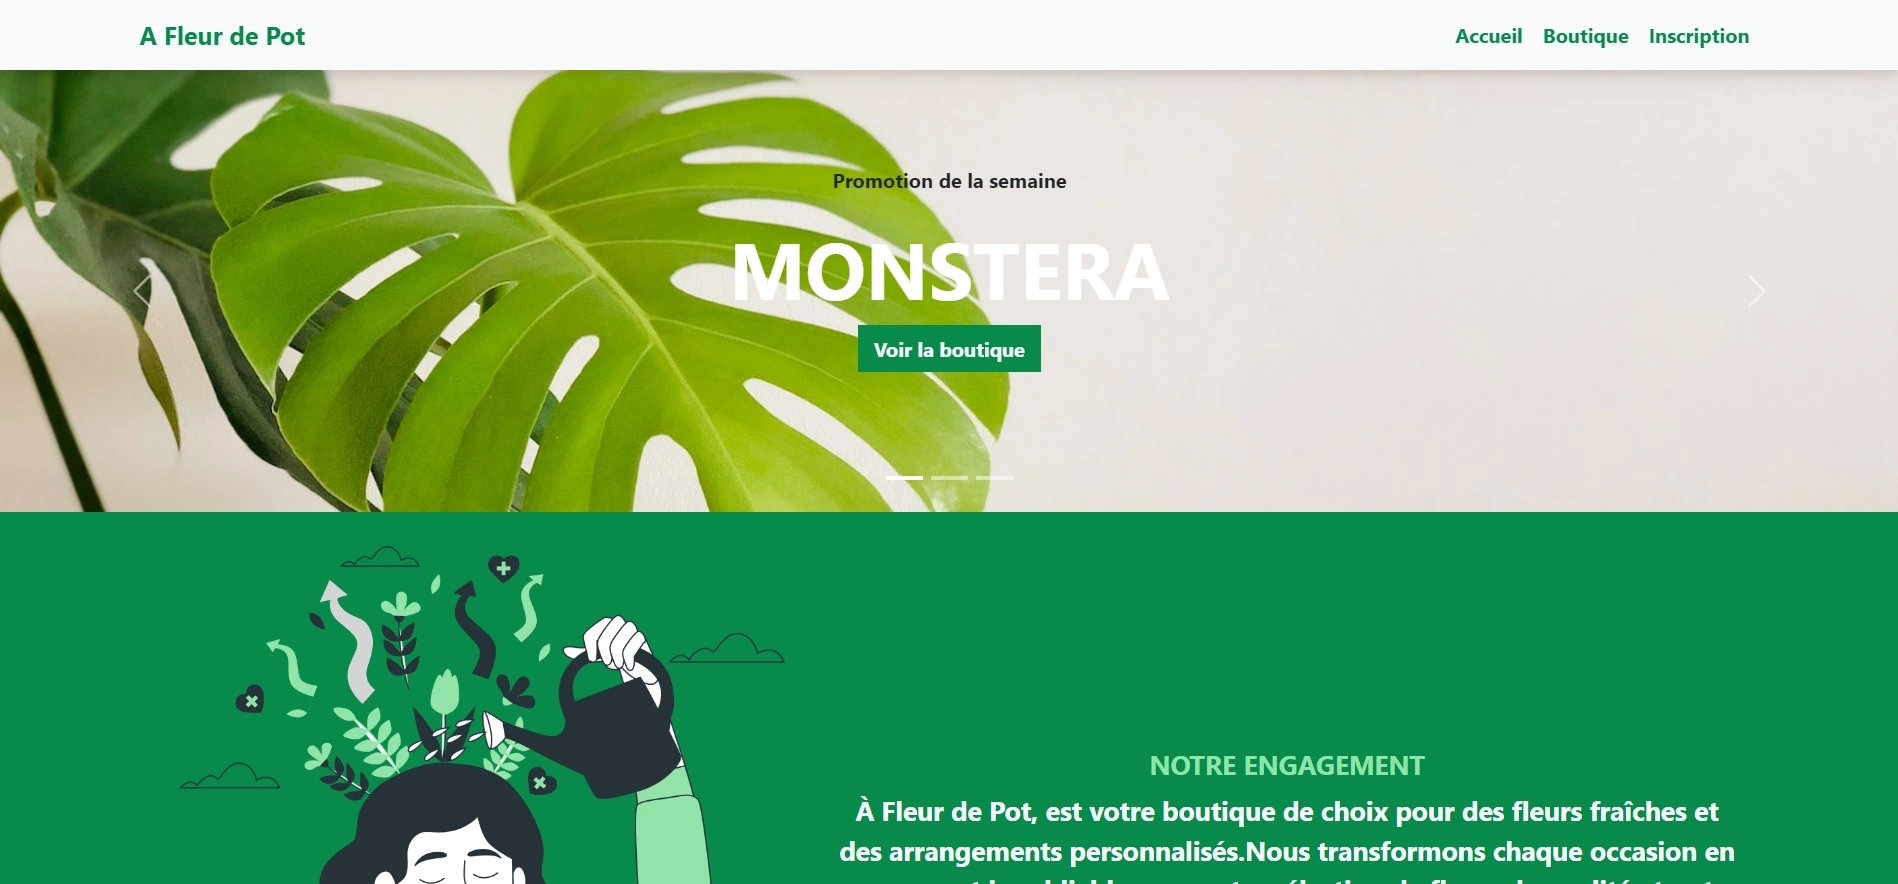 A Fleur de Pot
Accueil Boutique Inscription
Promotion de la semaine
MONSTERA
Voir la boutique
NOTRE ENGAGEMENT
À Fleur de Pot, est votre boutique de choix pour des fleurs fraîches et
des arrangements personnalisés.Nous transformons chaque occasion en